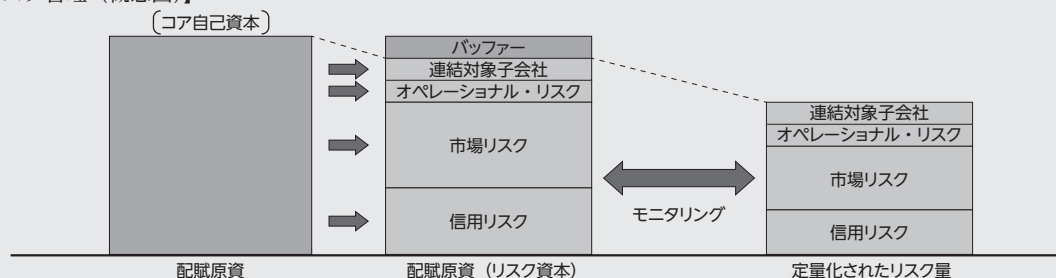 (コア自己資本)
バッファー
連結対象子会社
オペレーショナル・リスク
市場リスク
信用リスク
モニタリング
連結対象子会社
オペレーショナル・リスク
市場リスク
信用リスク
配賦原資
配賦原資(リスク資本)
定量化されたリスク量